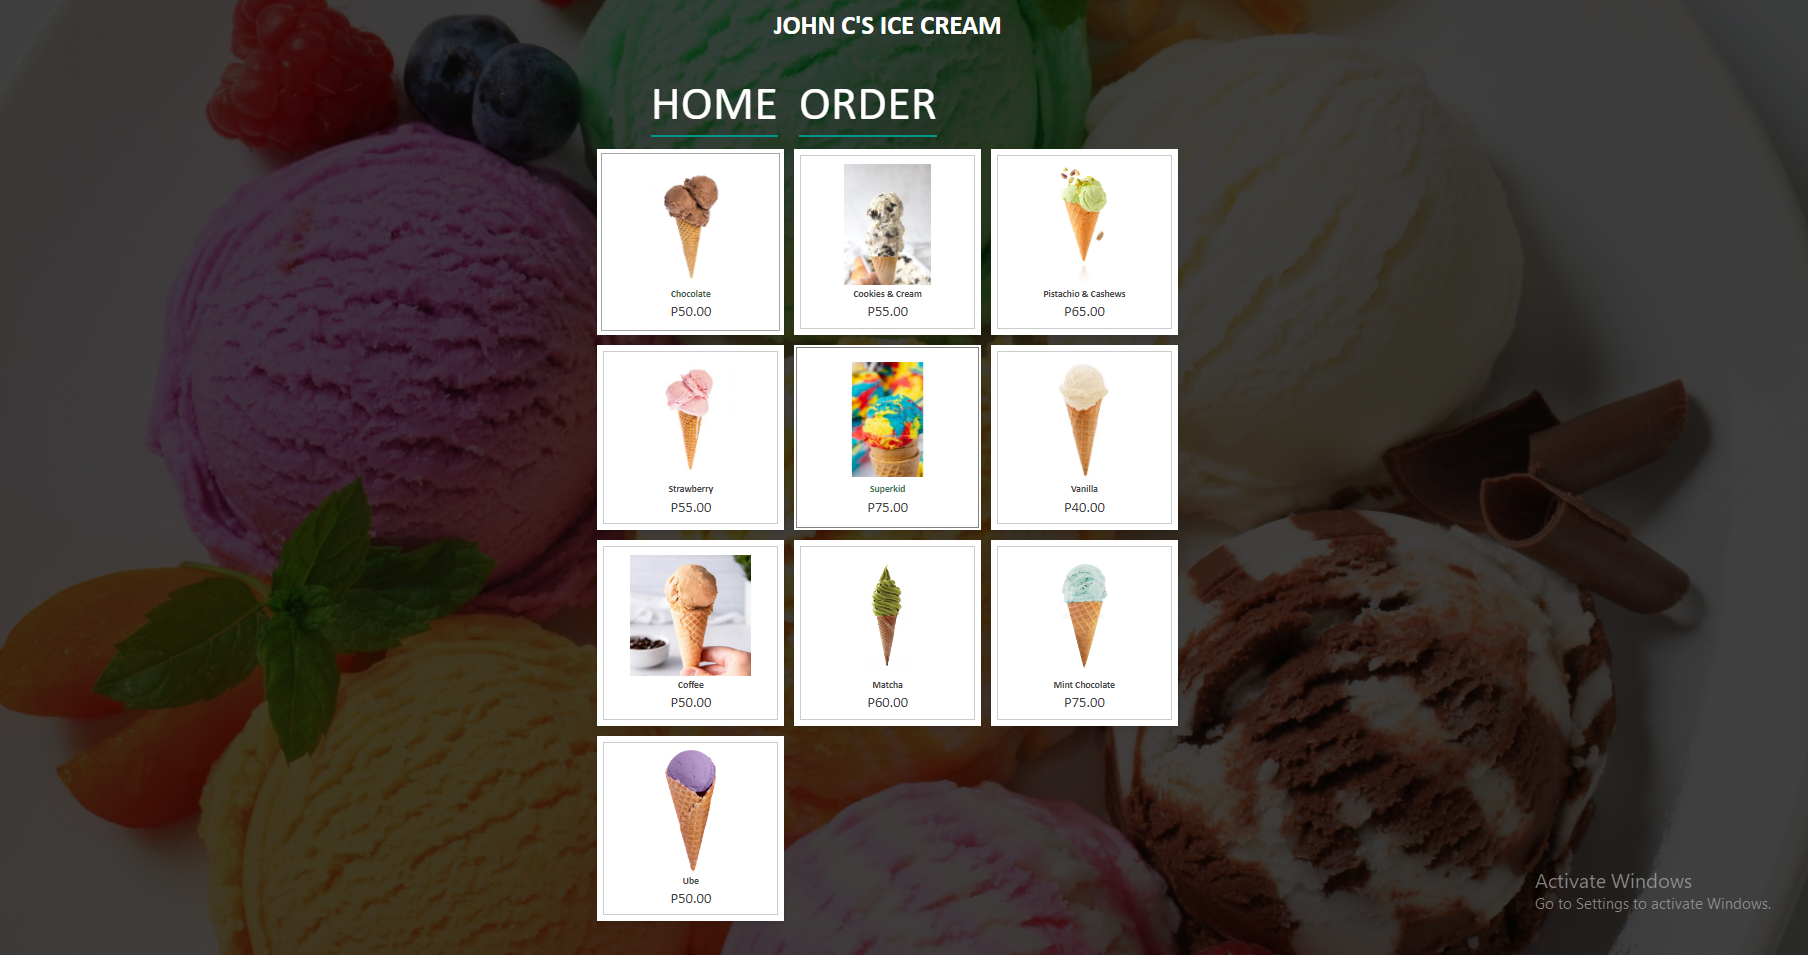 JOHN C'S ICE CREAM
HOME ORDER
Chocolate
P50.00
Cookies & Cream
P55.00
Pistachio & Cashews
P65.00
Strawberry
P55.00
Superkid
P75.00
Vanilla
P40.00
Coffee
P50.00
Matcha
P60.00
Mint Chocolate
P75.00
Ube
P50.00
Activate Windows
Go to Settings to activate Windows.